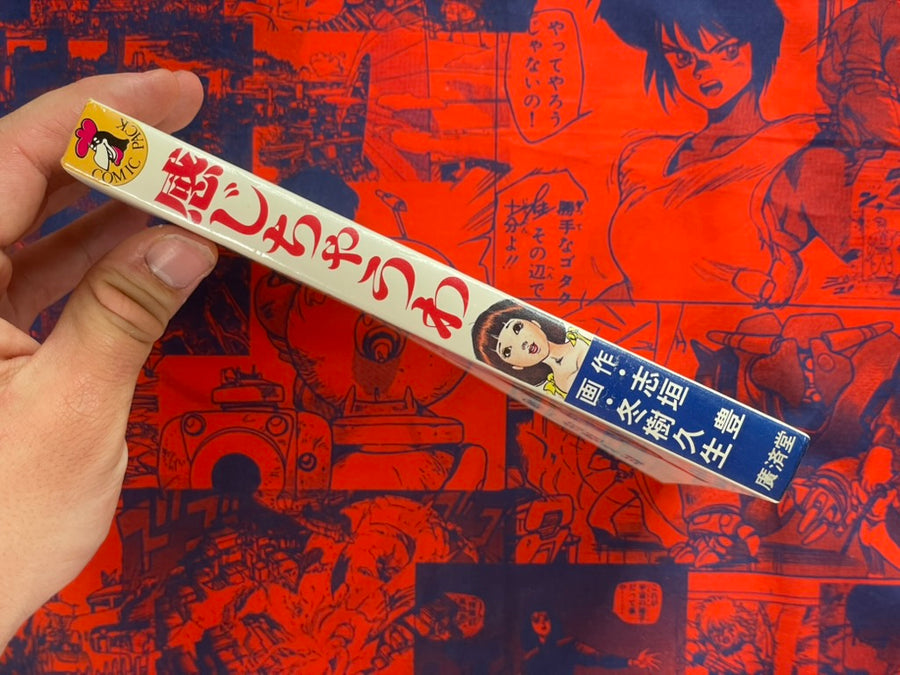 COMIC PACK
感じちゃうわ
作・志垣 豊
画・冬樹久生
廣済堂
やってやろう
じゃないの！
勝手なゴタク
その辺で
十分よ!!